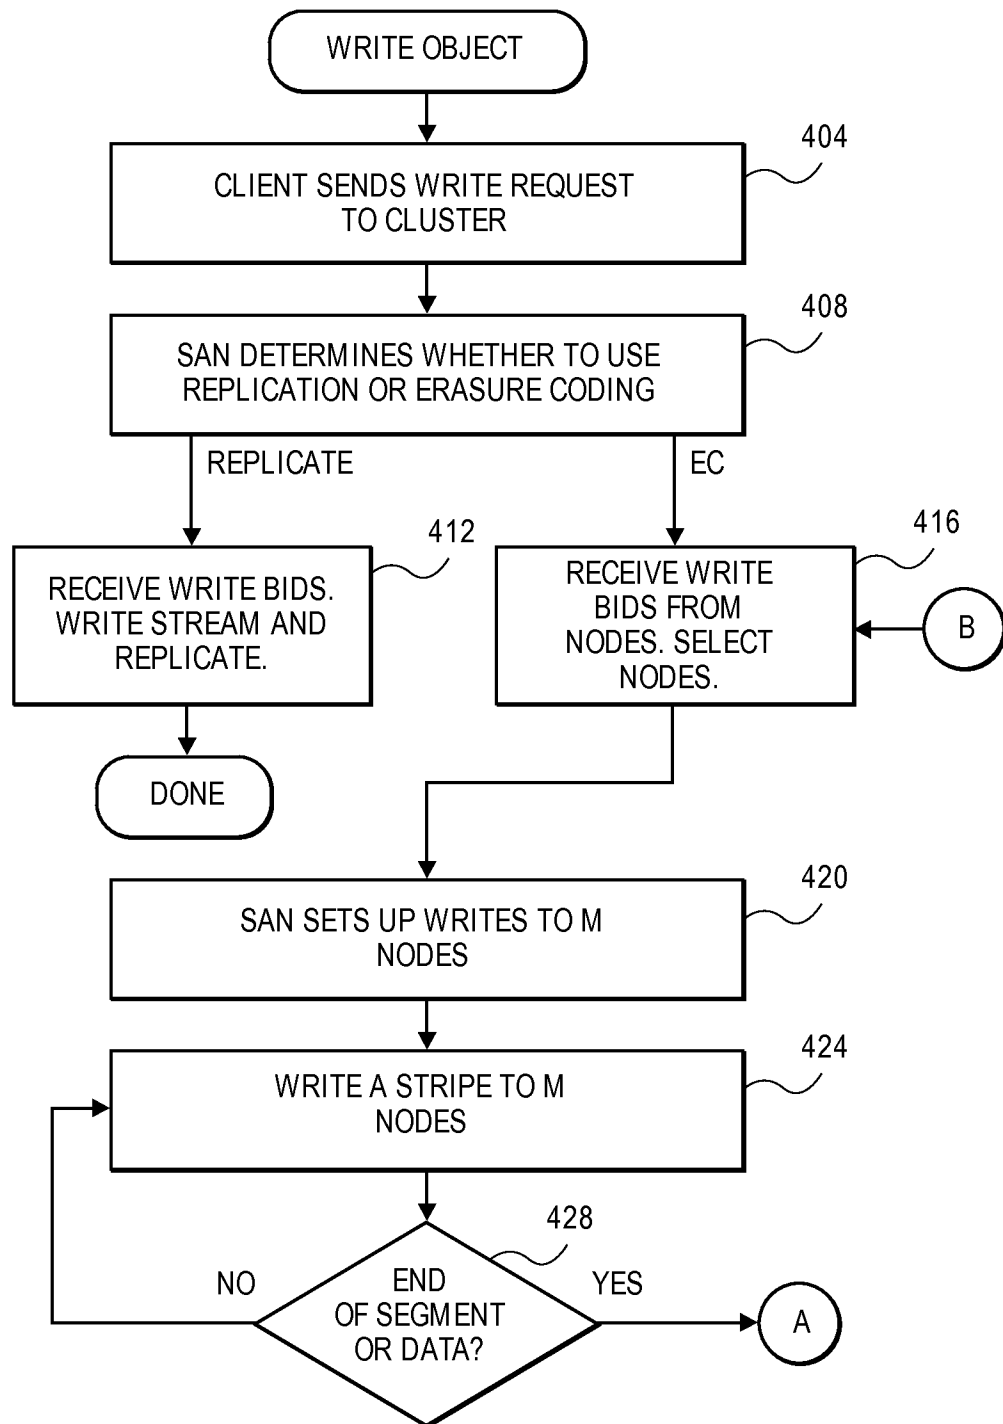 WRITE OBJECT
404
CLIENT SENDS WRITE REQUEST
TO CLUSTER
408
SAN DETERMINES WHETHER TO USE
REPLICATION OR ERASURE CODING
REPLICATE
EC
412
RECEIVE WRITE BIDS.
WRITE STREAM AND
REPLICATE.
416
RECEIVE WRITE
BIDS FROM
NODES. SELECT
NODES.
B
DONE
420
SAN SETS UP WRITES TO M
NODES
424
WRITE A STRIPE TO M
NODES
428
NO
END
OF SEGMENT
OR DATA?
YES
A